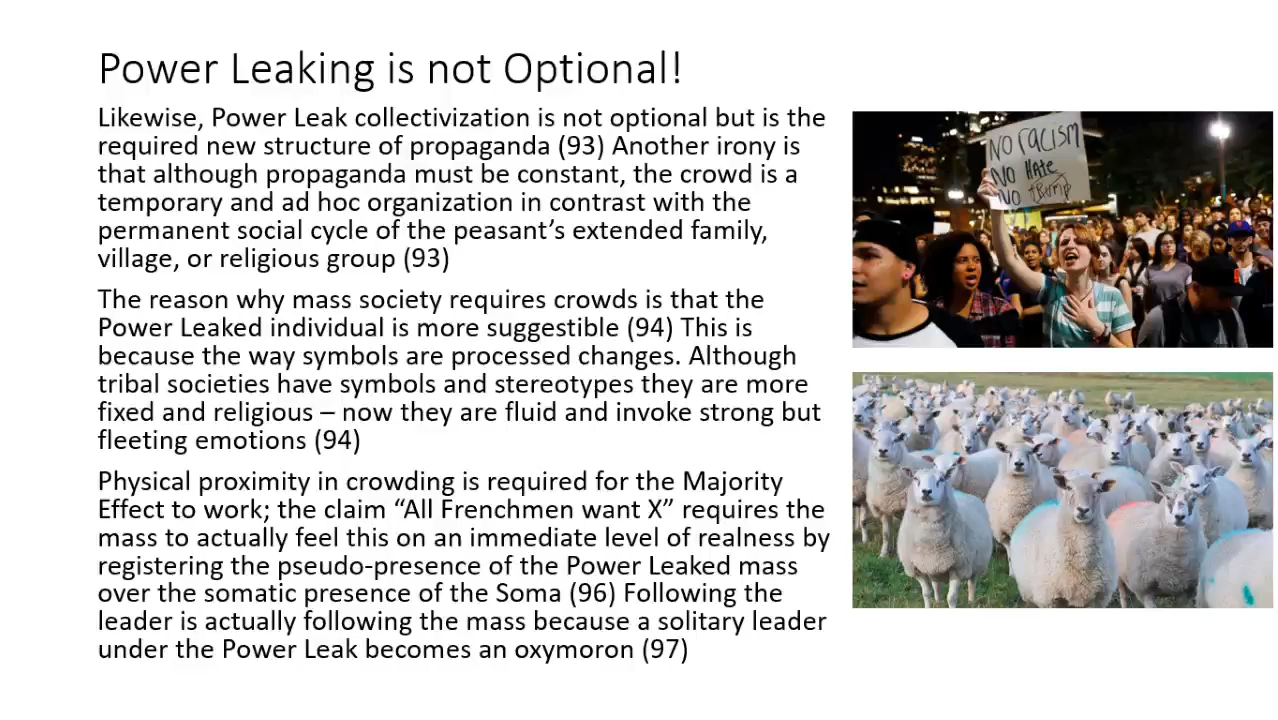 Power Leaking is not Optional!
Likewise, Power Leak collectivization is not optional but is the
required new structure of propaganda (93) Another irony is
that although propaganda must be constant, the crowd is a
temporary and ad hoc organization in contrast with the
permanent social cycle of the peasant’s extended family,
village, or religious group (93)
The reason why mass society requires crowds is that the
Power Leaked individual is more suggestible (94) This is
because the way symbols are processed changes. Although
tribal societies have symbols and stereotypes they are more
fixed and religious – now they are fluid and invoke strong but
fleeting emotions (94)
Physical proximity in crowding is required for the Majority
Effect to work; the claim “All Frenchmen want X” requires the
mass to actually feel this on an immediate level of realness by
registering the pseudo-presence of the Power Leaked mass
over the somatic presence of the Soma (96) Following the
leader is actually following the mass because a solitary leader
under the Power Leak becomes an oxymoron (97)
NO racism
NO HATE
NO trump